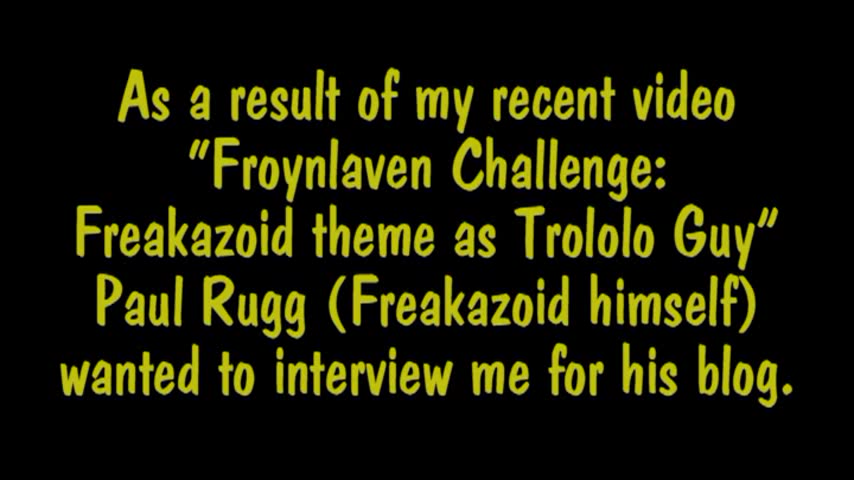 As a result of my recent video
"Froynlaven Challenge:
Freakazoid theme as Trololo Guy"
Paul Rugg (Freakazoid himself)
wanted to interview me for his blog.